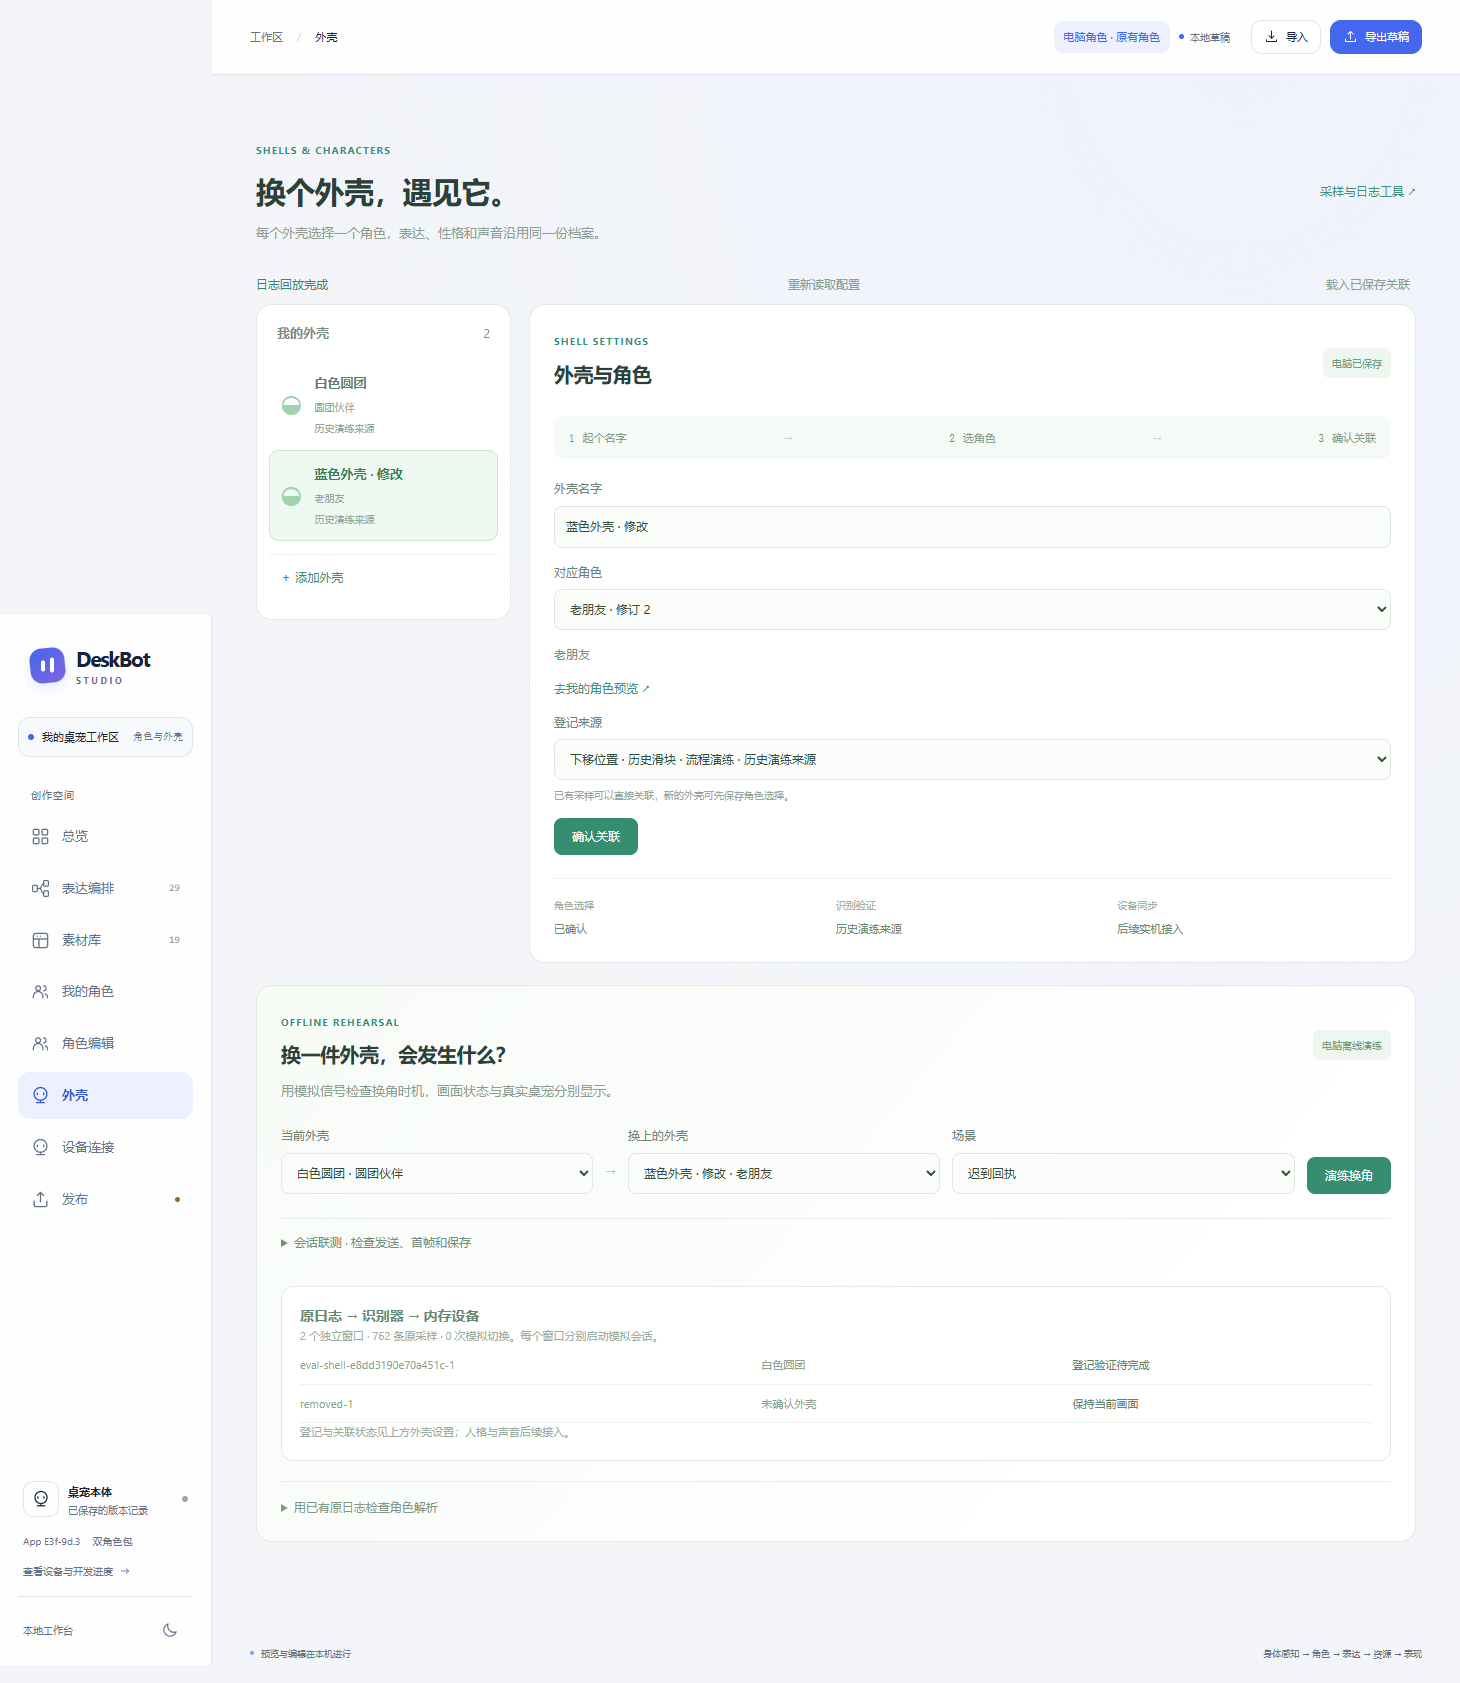 工作区 / 外壳
电脑角色 · 原有角色
本地草稿
导入
导出草稿
SHELLS & CHARACTERS
换个外壳，遇见它。
采样与日志工具 ↗
每个外壳选择一个角色，表达、性格和声音沿用同一份档案。
日志回放完成
重新读取配置
载入已保存关联
我的外壳 2
白色圆团
圆团伙伴
历史演练来源
蓝色外壳 · 修改
老朋友
历史演练来源
+ 添加外壳
SHELL SETTINGS
外壳与角色
电脑已保存
1 起个名字 → 2 选角色 → 3 确认关联
外壳名字
蓝色外壳 · 修改
对应角色
老朋友 · 修订 2
老朋友
去我的角色预览 ↗
登记来源
下移位置 · 历史滑块 · 流程演练 · 历史演练来源
已有采样可以直接关联，新的外壳可先保存角色选择。
确认关联
角色选择
已确认
识别验证
历史演练来源
设备同步
后续实机接入
DeskBot
STUDIO
我的桌宠工作区 角色与外壳
创作空间
总览
表达编排 29
素材库 19
我的角色
角色编辑
外壳
设备连接
发布
桌宠本体
已保存的版本记录
App E3f-9d.3 双角色包
查看设备与开发进度 →
本地工作台
OFFLINE REHEARSAL
换一件外壳，会发生什么？
电脑离线演练
用模拟信号检查换角时机，画面状态与真实桌宠分别显示。
当前外壳
白色圆团 · 圆团伙伴
→
换上的外壳
蓝色外壳 · 修改 · 老朋友
场景
迟到回执
演练换角
▶ 会话联测 · 检查发送、首帧和保存
原日志 → 识别器 → 内存设备
2 个独立窗口 · 762 条原采样 · 0 次模拟切换。每个窗口分别启动模拟会话。
eval-shell-e8dd3190e70a451c-1 白色圆团 登记验证待完成
removed-1 未确认外壳 保持当前画面
登记与关联状态见上方外壳设置；人格与声音后续接入。
▶ 用已有原日志检查角色解析
预览与编辑在本机进行
身体感知 → 角色 → 表达 → 资源 → 表现